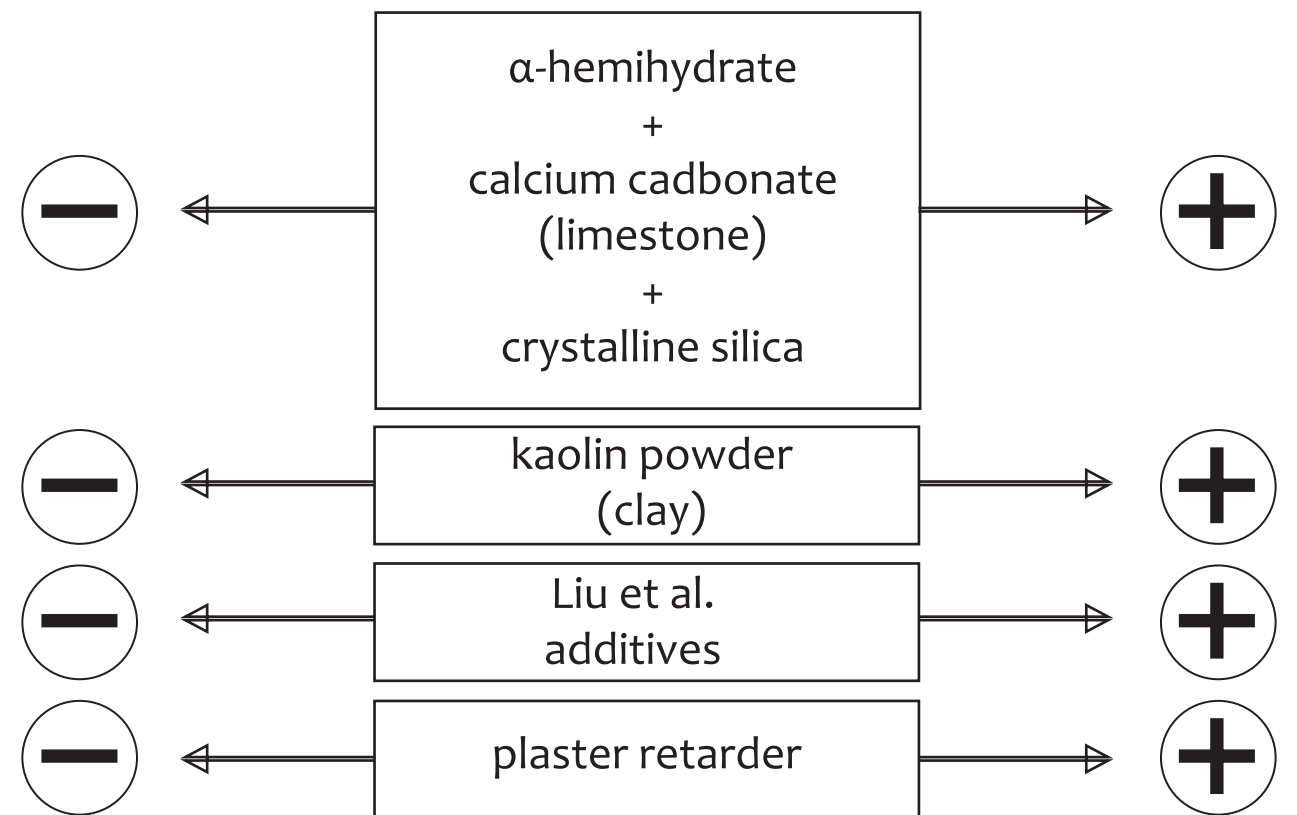 α-hemihydrate
+
calcium cadbonate
(limestone)
+
crystalline silica
kaolin powder
(clay)
Liu et al.
additives
plaster retarder